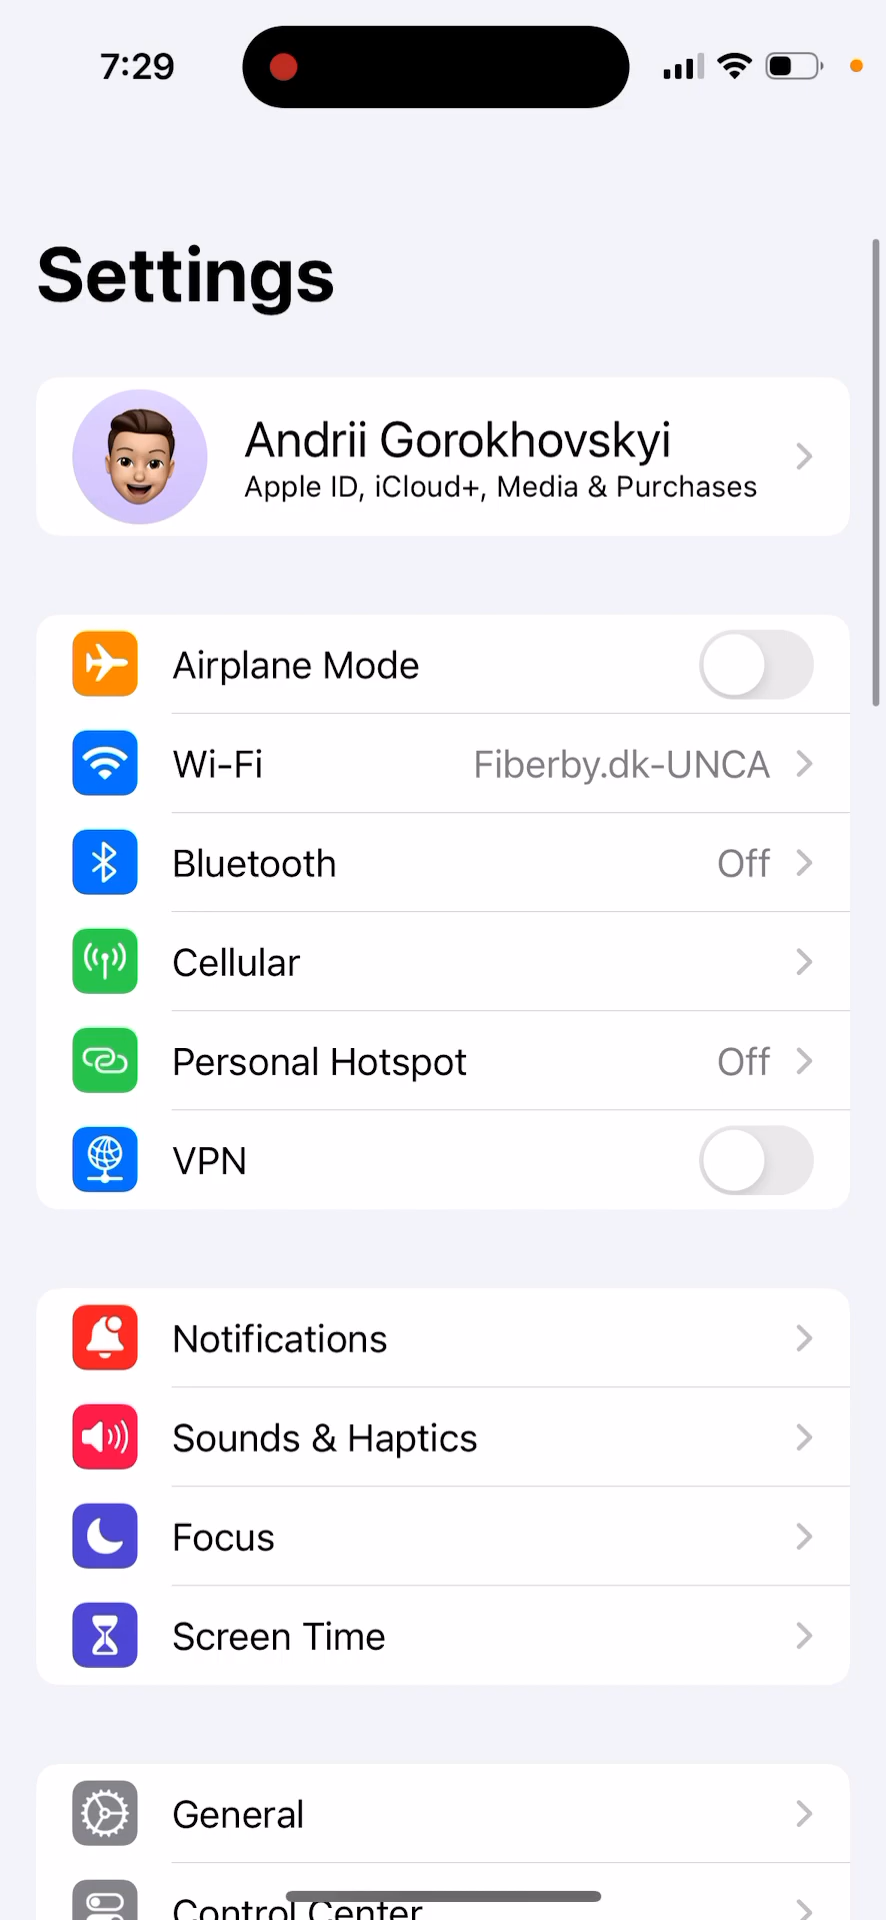 7:29
Settings
Andrii Gorokhovskyi
Apple ID, iCloud+, Media & Purchases
Airplane Mode
Wi-Fi Fiberby.dk-UNCA
Bluetooth Off
Cellular
Personal Hotspot Off
VPN
Notifications
Sounds & Haptics
Focus
Screen Time
General
Control Center